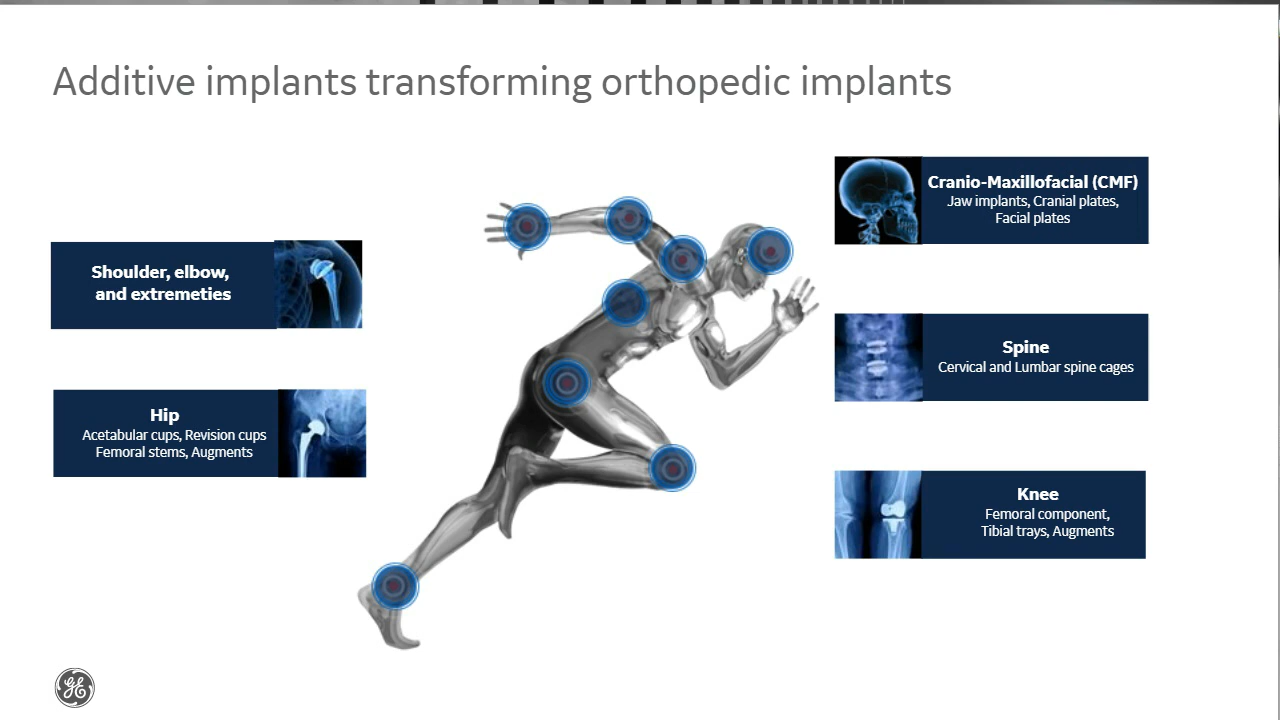 Additive implants transforming orthopedic implants
Shoulder, elbow,
and extremeties
Hip
Acetabular cups, Revision cups
Femoral stems, Augments
Cranio-Maxillofacial (CMF)
Jaw implants, Cranial plates,
Facial plates
Spine
Cervical and Lumbar spine cages
Knee
Femoral component,
Tibial trays, Augments
GE